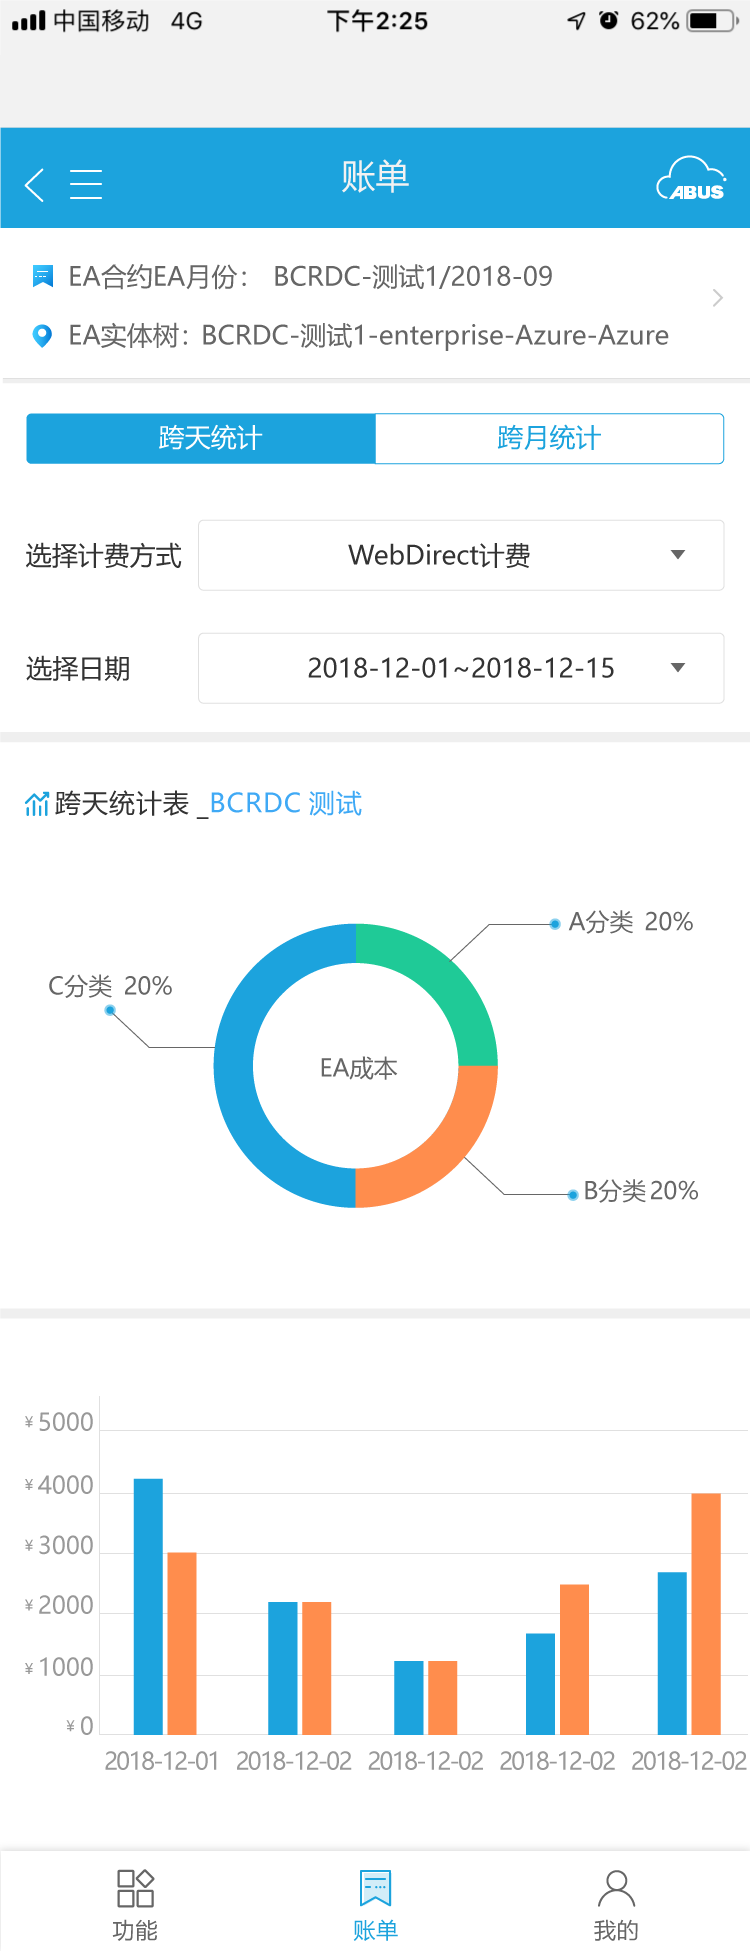 中国移动 4G 下午2:25 62%
账单
ABUS
EA合约EA月份： BCRDC-测试1/2018-09
EA实体树：BCRDC-测试1-enterprise-Azure-Azure
跨天统计 跨月统计
选择计费方式 WebDirect计费
选择日期 2018-12-01~2018-12-15
跨天统计表 _BCRDC 测试
A分类 20%
C分类 20%
EA成本
B分类20%
¥5000
¥4000
¥3000
¥2000
¥1000
¥0
2018-12-01 2018-12-02 2018-12-02 2018-12-02 2018-12-02
功能 账单 我的